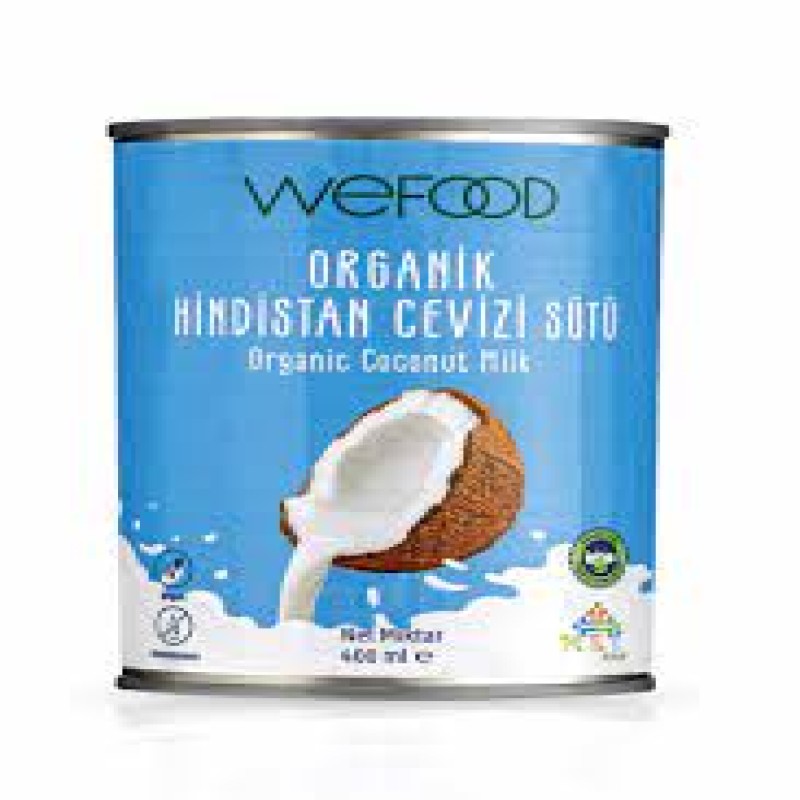 WEFOOD
ORGANİK
HİNDİSTAN CEVİZİ SÜTÜ
Organic Coconut Milk
Net Miktar
400 ml e